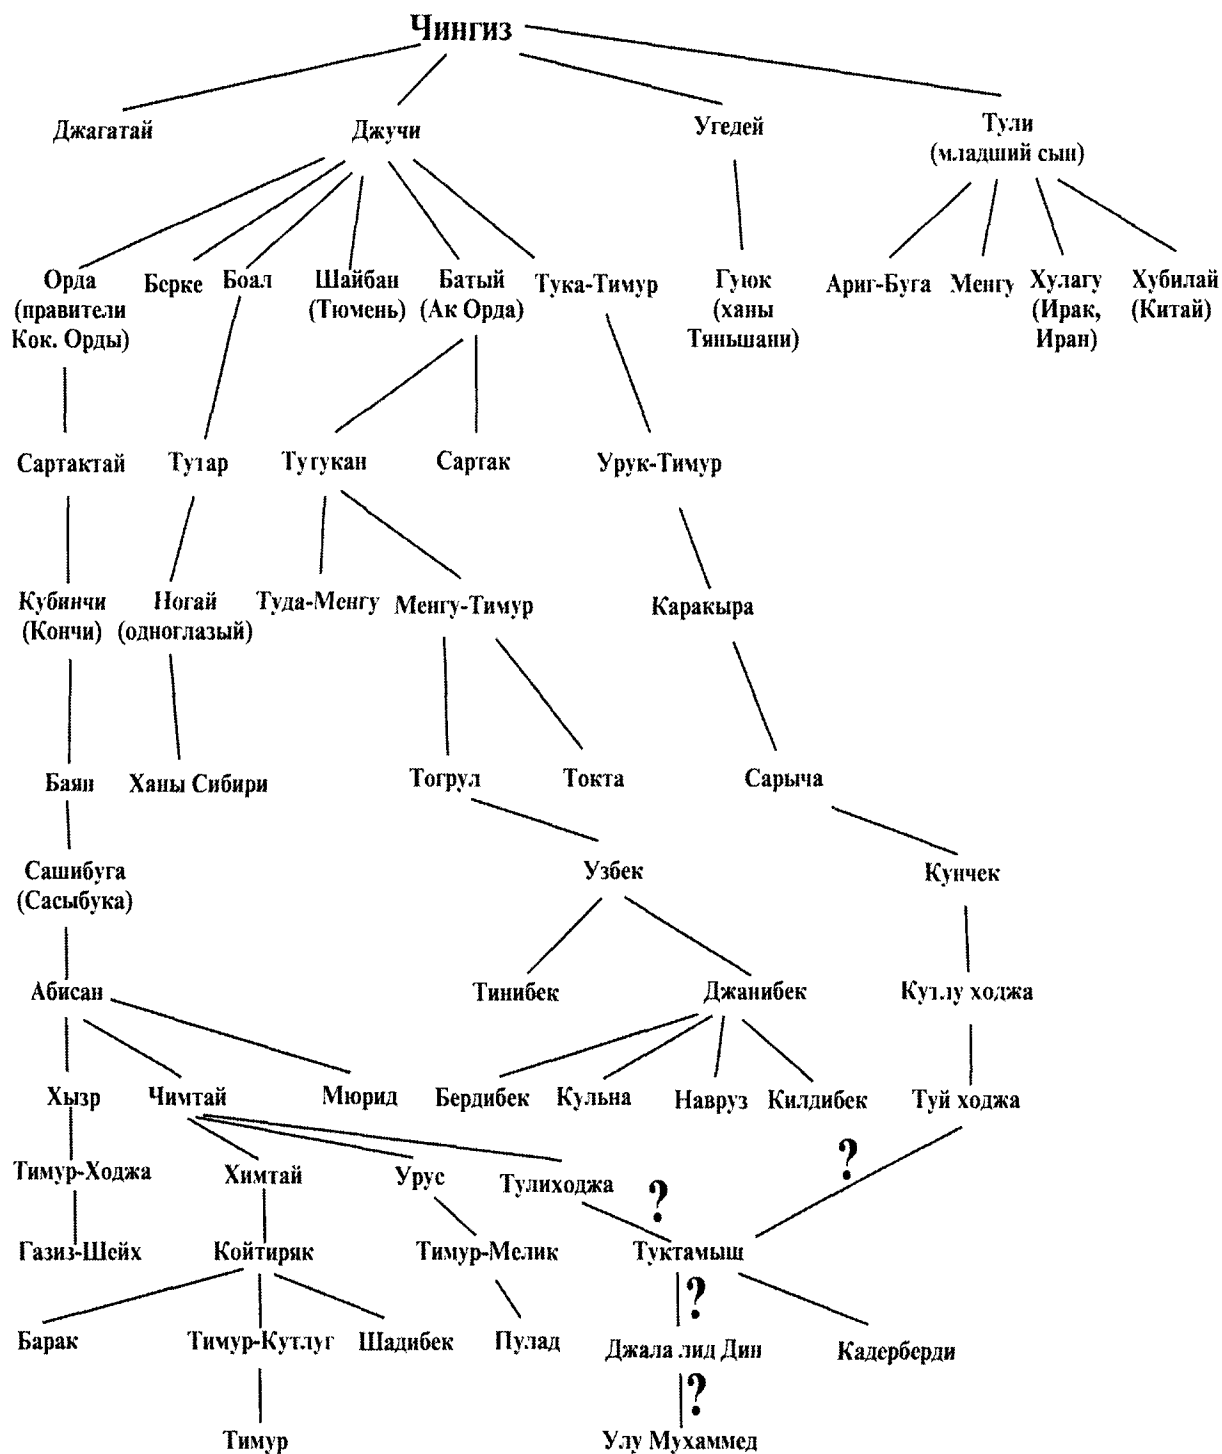 Чингиз
Джагатай
Джучи
Угедей
Тули
(младший сын)
Орда
(правители
Кок. Орды)
Берке
Боал
Шайбан
(Тюмень)
Батый
(Ак Орда)
Тука-Тимур
Гуюк
(ханы
Тяньшани)
Ариг-Буга
Менгу
Хулагу
(Ирак,
Иран)
Хубилай
(Китай)
Сартактай
Тутар
Тутукан
Сартак
Урук-Тимур
Кубинчи
(Кончи)
Ногай
(одноглазый)
Туда-Менгу
Менгу-Тимур
Каракыра
Баян
Ханы Сибири
Тогрул
Токта
Сарыча
Сашибуга
(Сасыбука)
Узбек
Кунчек
Абисан
Тинибек
Джанибек
Кутлу ходжа
Хызр
Чимтай
Мюрид
Бердибек
Кульна
Навруз
Килдибек
Туй ходжа
?
Тимур-Ходжа
Химтай
Урус
Тулиходжа
?
Газиз-Шейх
Койтиряк
Тимур-Мелик
Туктамыш
?
Барак
Тимур-Кутлуг
Шадибек
Пулад
Джала лид Дин
Кадерберди
?
Тимур
Улу Мухаммед